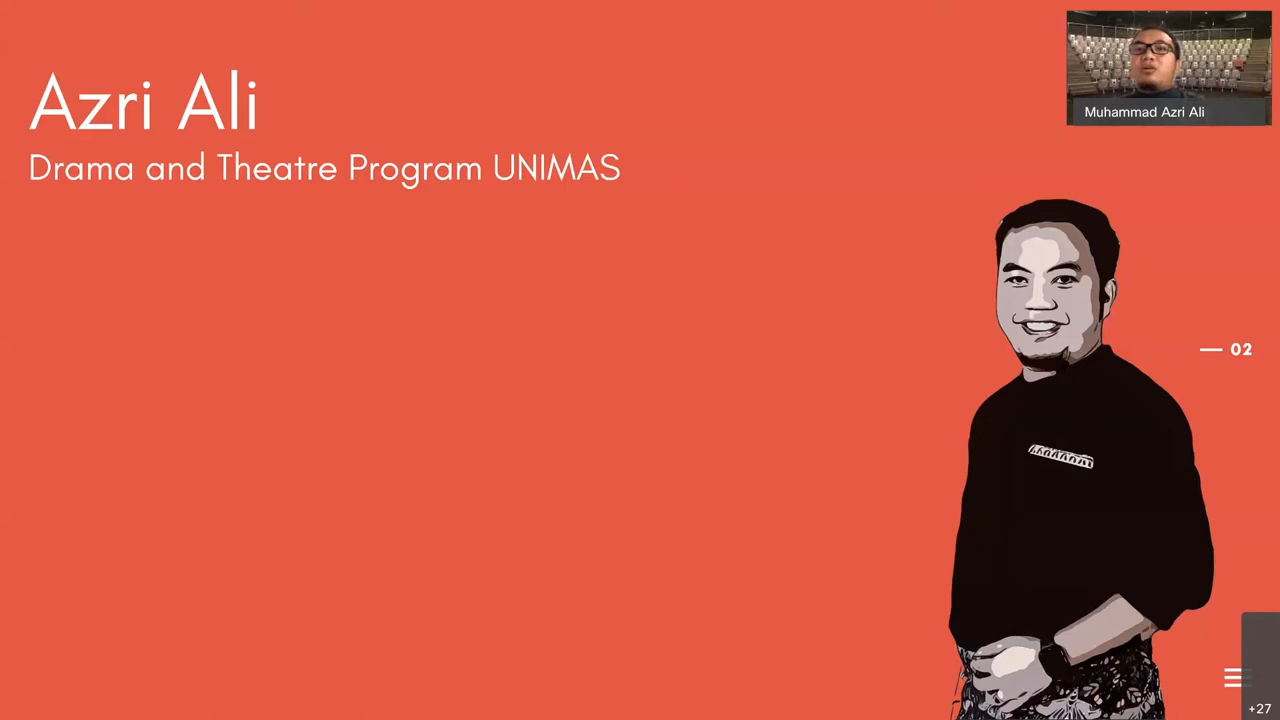 Azri Ali
Drama and Theatre Program UNIMAS
Muhammad Azri Ali
02
+27